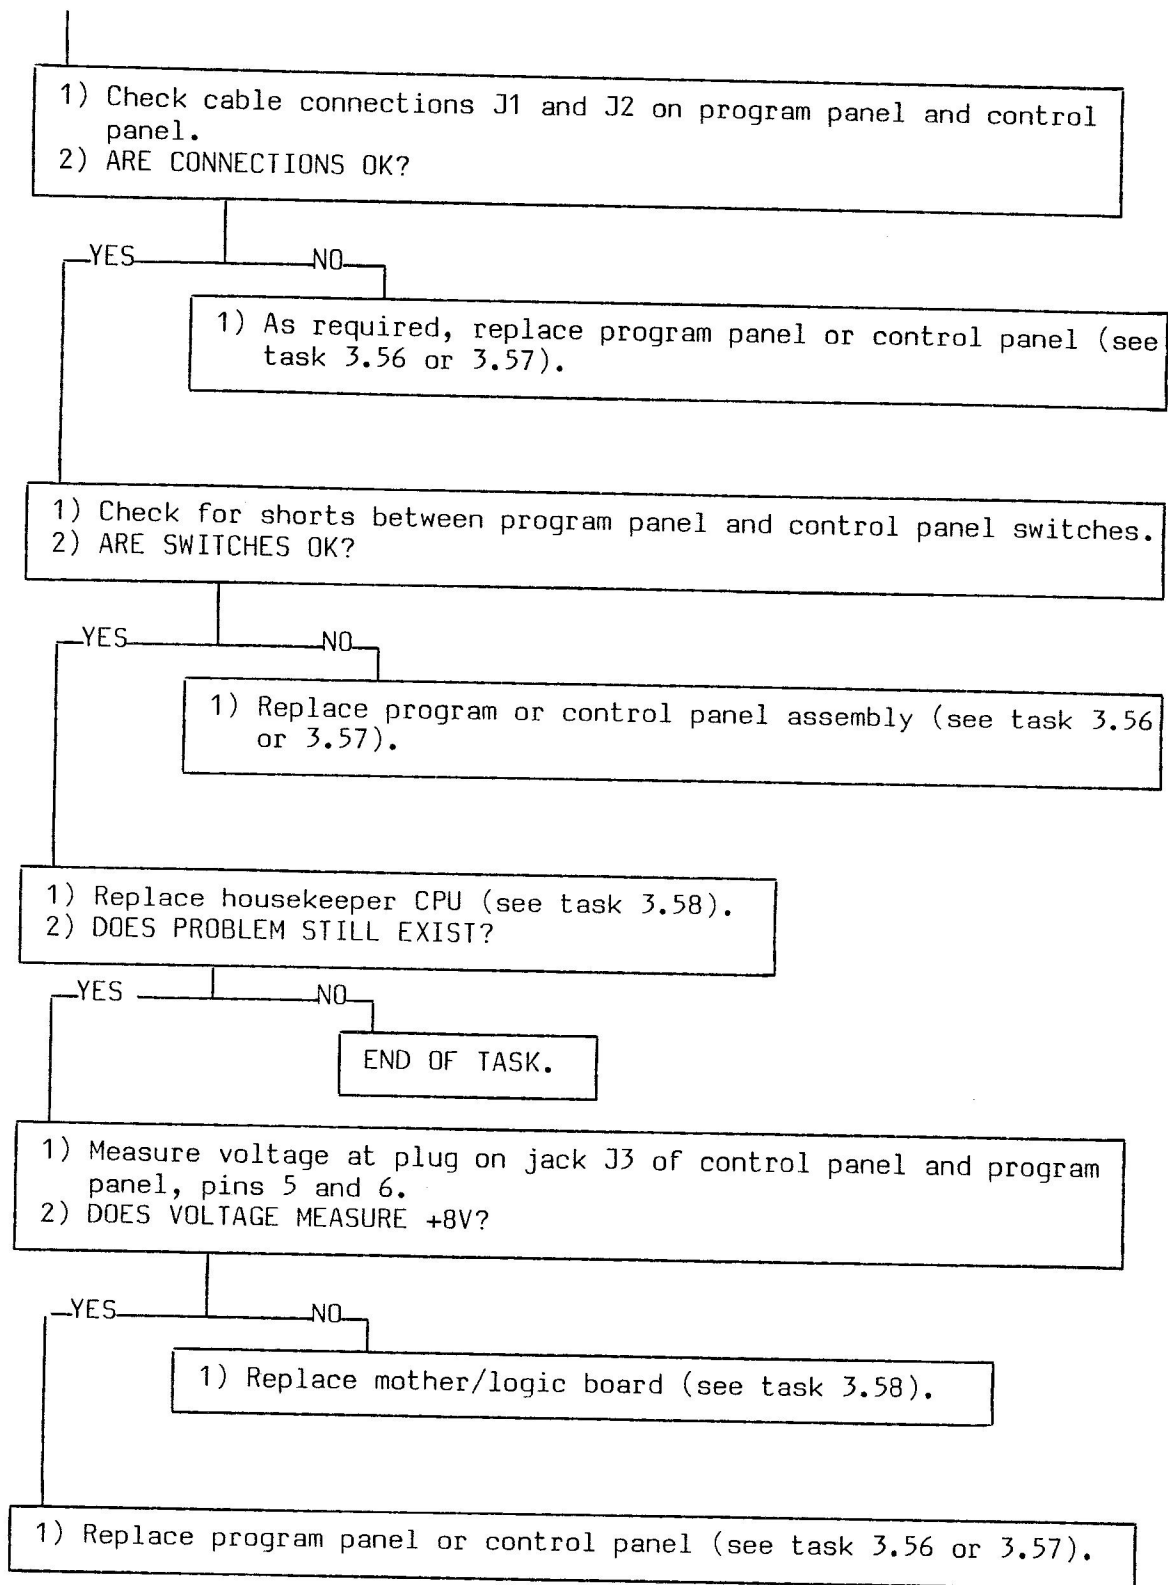 1) Check cable connections J1 and J2 on program panel and control
panel.
2) ARE CONNECTIONS OK?
YES NO
1) As required, replace program panel or control panel (see
task 3.56 or 3.57).
1) Check for shorts between program panel and control panel switches.
2) ARE SWITCHES OK?
YES NO
1) Replace program or control panel assembly (see task 3.56
or 3.57).
1) Replace housekeeper CPU (see task 3.58).
2) DOES PROBLEM STILL EXIST?
YES NO
END OF TASK.
1) Measure voltage at plug on jack J3 of control panel and program
panel, pins 5 and 6.
2) DOES VOLTAGE MEASURE +8V?
YES NO
1) Replace mother/logic board (see task 3.58).
1) Replace program panel or control panel (see task 3.56 or 3.57).